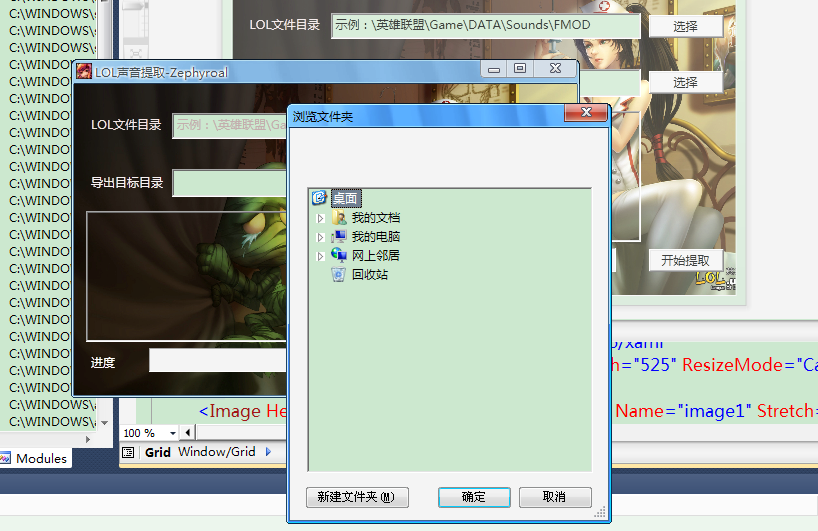 C:\WINDOWS\
LOL文件目录
示例：\英雄联盟\Game\DATA\Sounds\FMOD
选择
C:\WINDOWS\
C:\WINDOWS\
C:\WINDOWS\
LOL声音提取-Zephyroal
选择
C:\WINDO
C:\WINDO
浏览文件夹
C:\WINDO
LOL文件目录
示例：\英雄联盟\Ga
C:\WINDO
C:\WINDO
C:\WINDO
导出目标目录
C:\WINDO
桌面
C:\WINDO
我的文档
C:\WINDO
我的电脑
C:\WINDO
网上邻居
开始提取
C:\WINDO
回收站
LOL
C:\WINDO
C:\WINDO
C:\WINDO
C:\WINDO
/xaml
C:\WINDO
进度
h="525" ResizeMode="Ca
C:\WINDO
C:\WINDOWS\
<Image He
Name="image1" Stretch=
C:\WINDOWS\
100 %
Modules
Grid Window/Grid
新建文件夹(M)
确定
取消